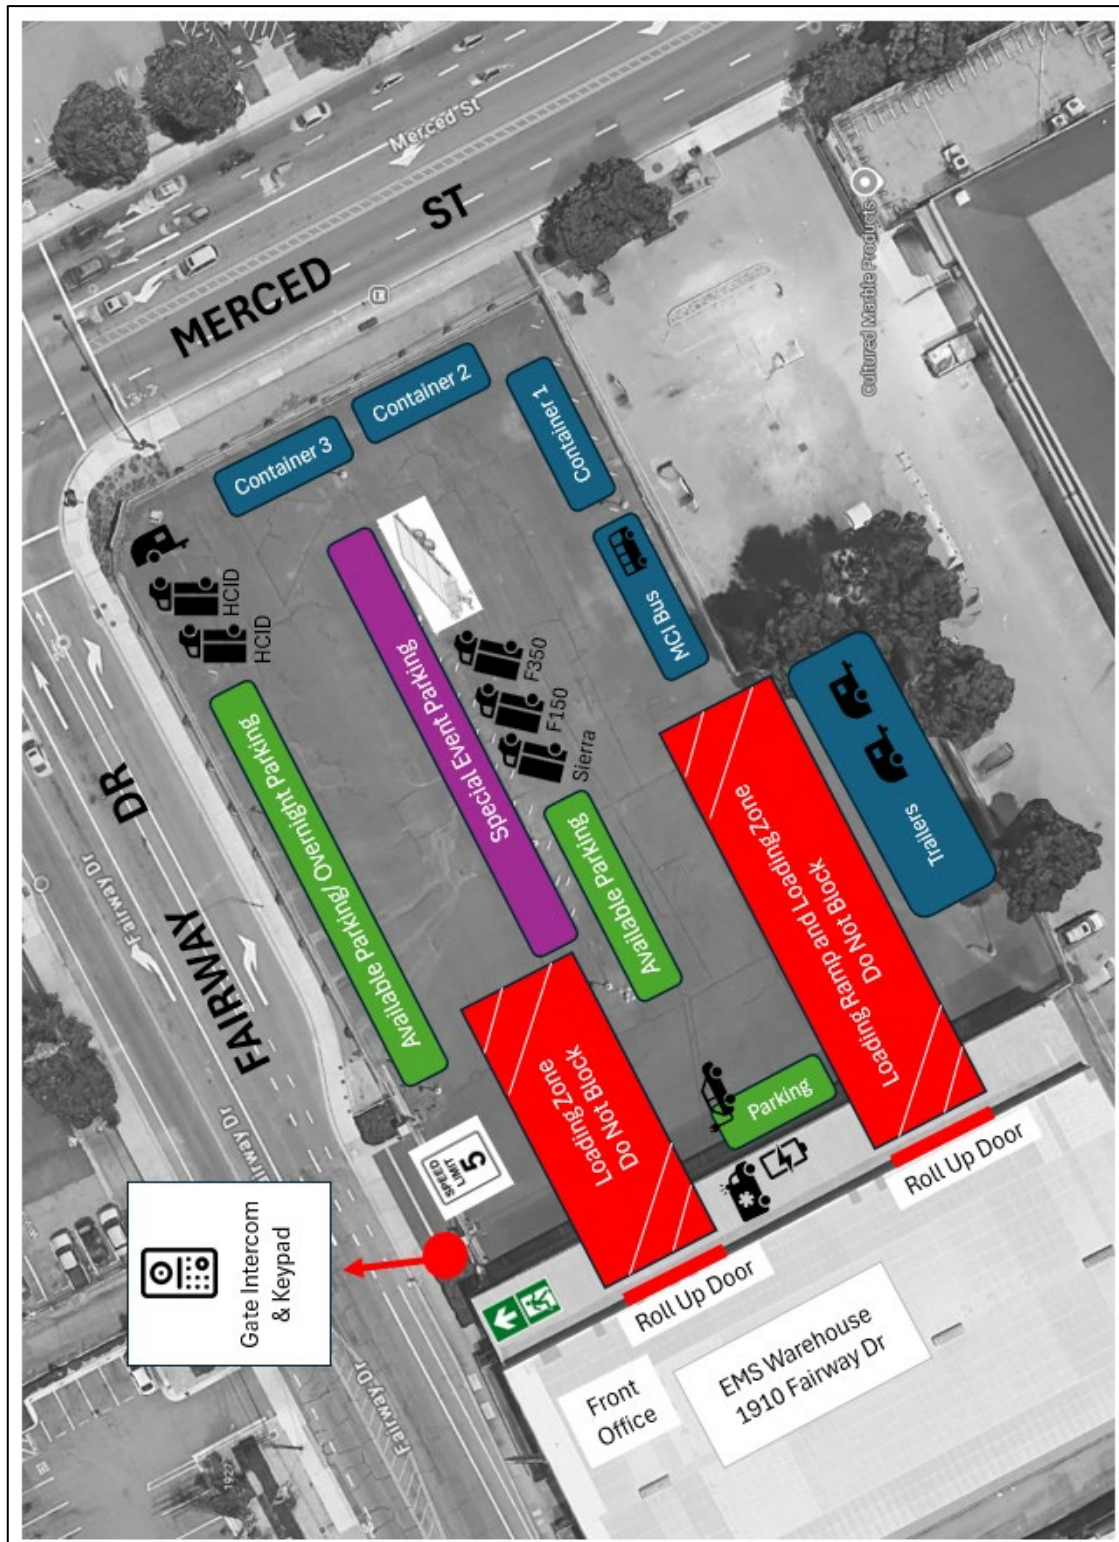 Merced St
MERCED ST
Cultured Marble Products
Container 3
Container 2
Container 1
HCID
HCID
MCI Bus
F350
F150
Sierra
Special Event Parking
Available Parking/ Overnight Parking
Available Parking
DR
FAIRWAY
Fairway Dr
Fairway Dr
Fairway Dr
Trailers
Loading Ramp and Loading Zone
Do Not Block
Loading Zone
Do Not Block
Parking
SPEED
LIMIT
5
Gate Intercom
& Keypad
Roll Up Door
Roll Up Door
Front
Office
EMS Warehouse
1910 Fairway Dr